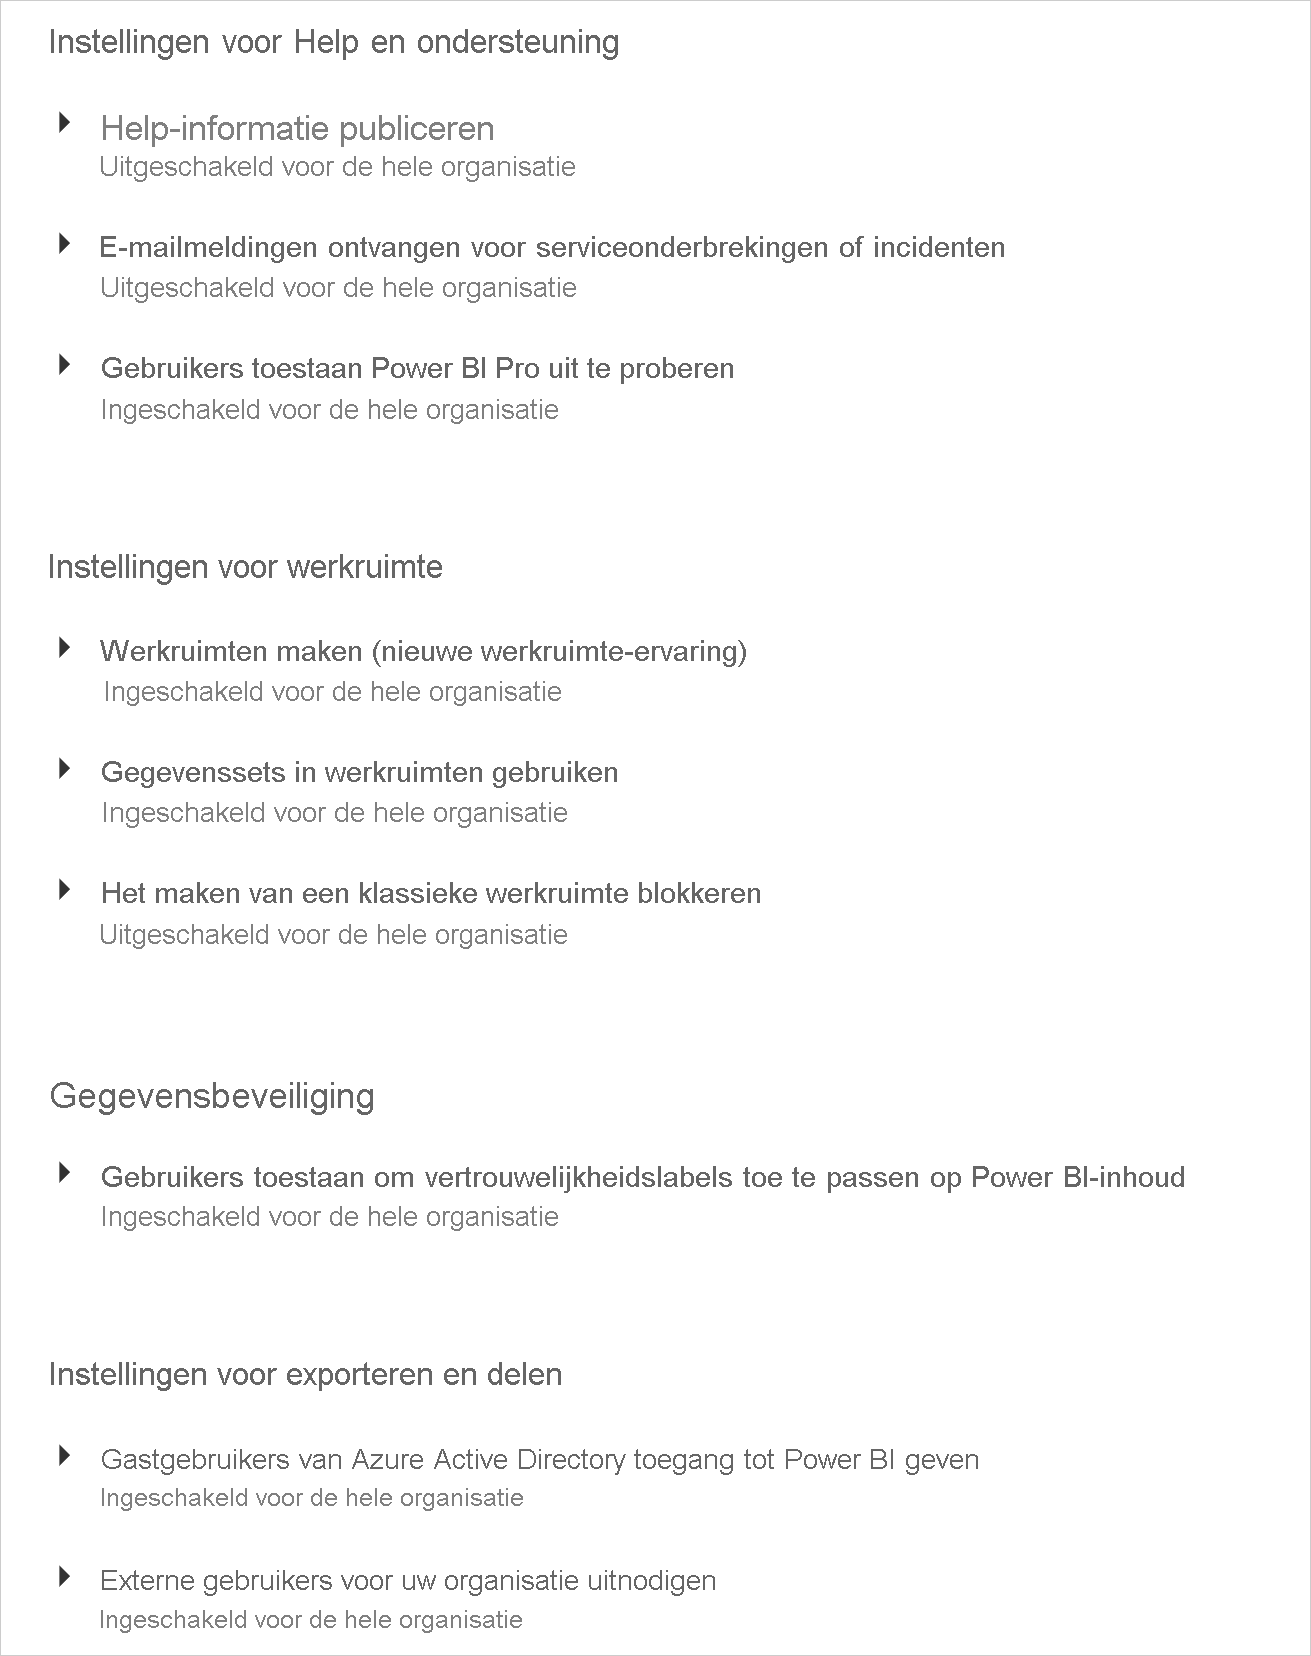 Instellingen voor Help en ondersteuning
Help-informatie publiceren
Uitgeschakeld voor de hele organisatie
E-mailmeldingen ontvangen voor serviceonderbrekingen of incidenten
Uitgeschakeld voor de hele organisatie
Gebruikers toestaan Power BI Pro uit te proberen
Ingeschakeld voor de hele organisatie
Instellingen voor werkruimte
Werkruimten maken (nieuwe werkruimte-ervaring)
Ingeschakeld voor de hele organisatie
Gegevenssets in werkruimten gebruiken
Ingeschakeld voor de hele organisatie
Het maken van een klassieke werkruimte blokkeren
Uitgeschakeld voor de hele organisatie
Gegevensbeveiliging
Gebruikers toestaan om vertrouwelijkheidslabels toe te passen op Power BI-inhoud
Ingeschakeld voor de hele organisatie
Instellingen voor exporteren en delen
Gastgebruikers van Azure Active Directory toegang tot Power BI geven
Ingeschakeld voor de hele organisatie
Externe gebruikers voor uw organisatie uitnodigen
Ingeschakeld voor de hele organisatie